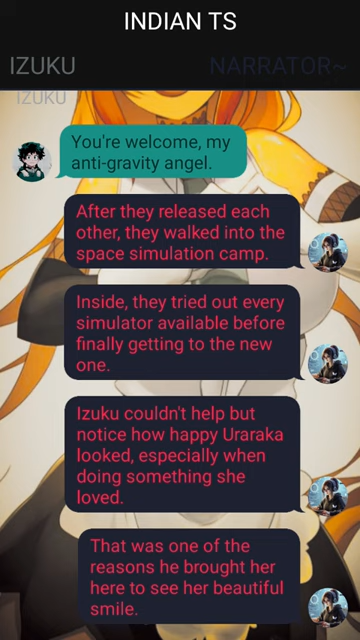 INDIAN TS
IZUKU
NARRATOR~
IZUKU
You're welcome, my
anti-gravity angel.
After they released each
other, they walked into the
space simulation camp.
Inside, they tried out every
simulator available before
finally getting to the new
one.
Izuku couldn't help but
notice how happy Uraraka
looked, especially when
doing something she
loved.
That was one of the
reasons he brought her
here to see her beautiful
smile.